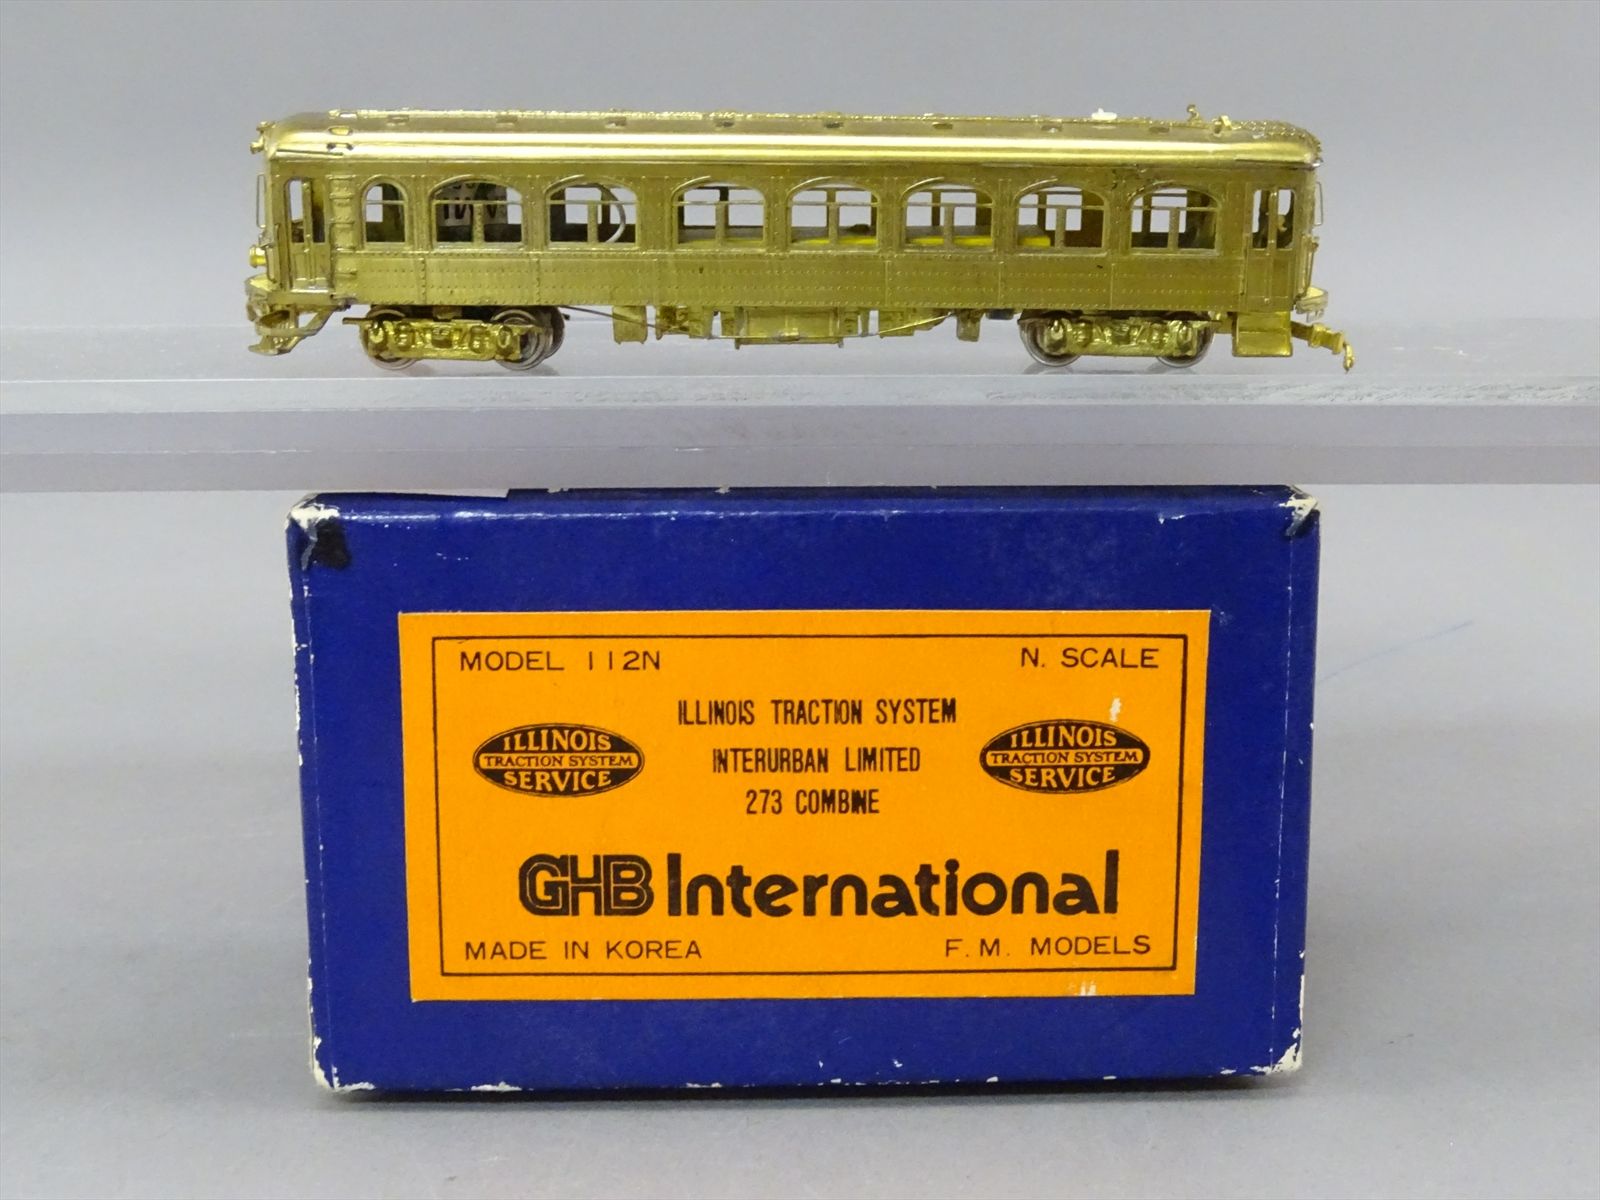 MODEL 112N
N. SCALE
ILLINOIS TRACTION SYSTEM
INTERURBAN LIMITED
273 COMBINE
ILLINOIS
TRACTION SYSTEM
SERVICE
ILLINOIS
TRACTION SYSTEM
SERVICE
GHB International
MADE IN KOREA
F. M. MODELS